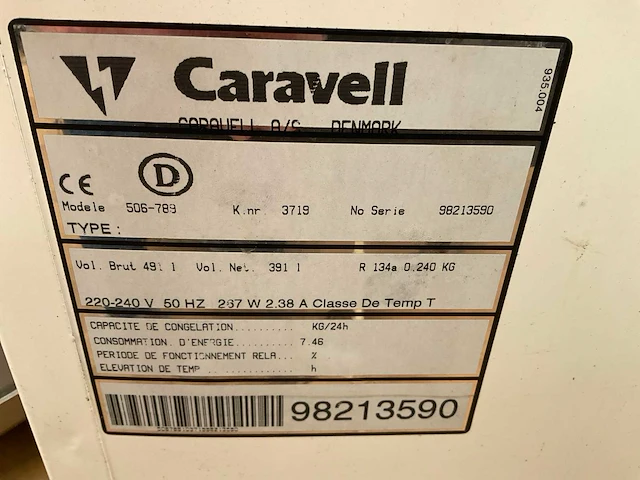 Caravell
935.004
CARAVELL A/S DENMARK
CE D
Modele 506-789 K.nr. 3719 No Serie 98213590
TYPE :
Vol. Brut 491 l Vol. Net. 391 l R 134a 0.240 KG
220-240 V 50 HZ 267 W 2.38 A Classe De Temp T
CAPACITE DE CONGELATION.......... KG/24h
CONSOMMATION. D'ENERGIE.......... 7.46
PERIODE DE FONCTIONNEMENT RELA... %
ELEVATION DE TEMP .. ............ h
98213590